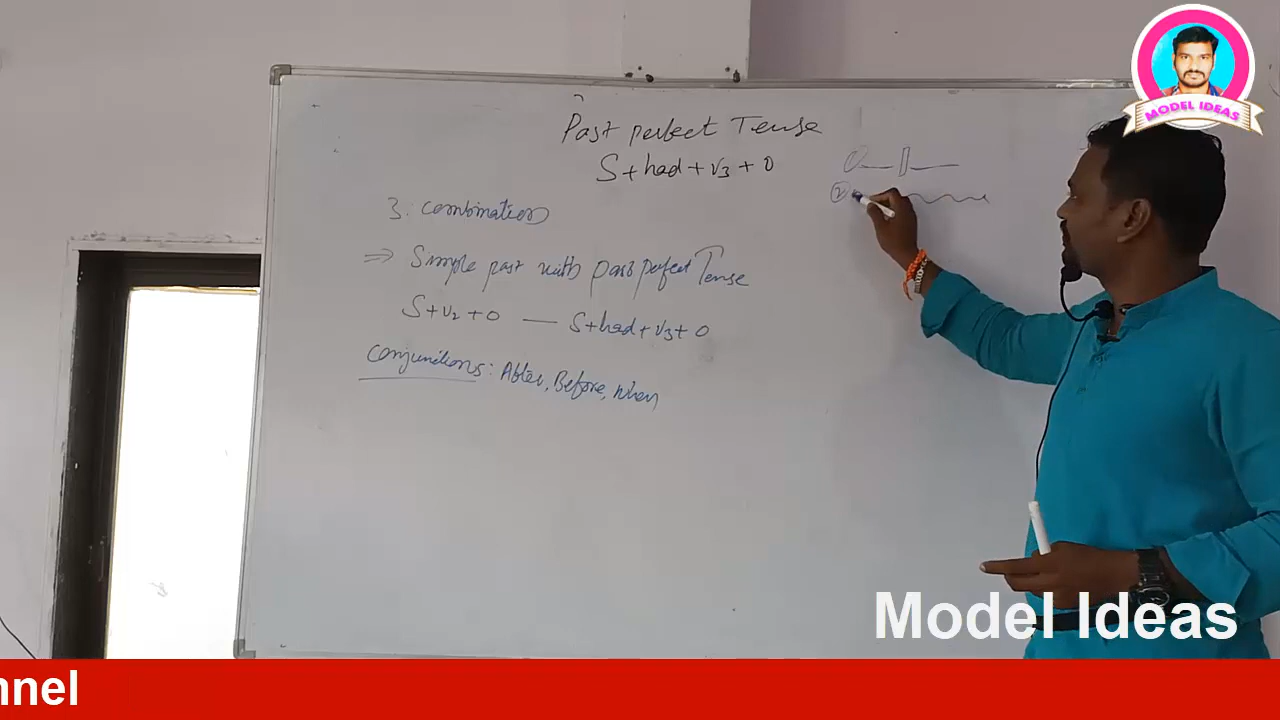 MODEL IDEAS
Past perfect Tense
S+had+V3+O
3. Combination
⇒ Simple past with past perfect Tense
S+V2+O — S+had+V3+O
Conjunctions: After, Before, When
②
Model Ideas
nnel